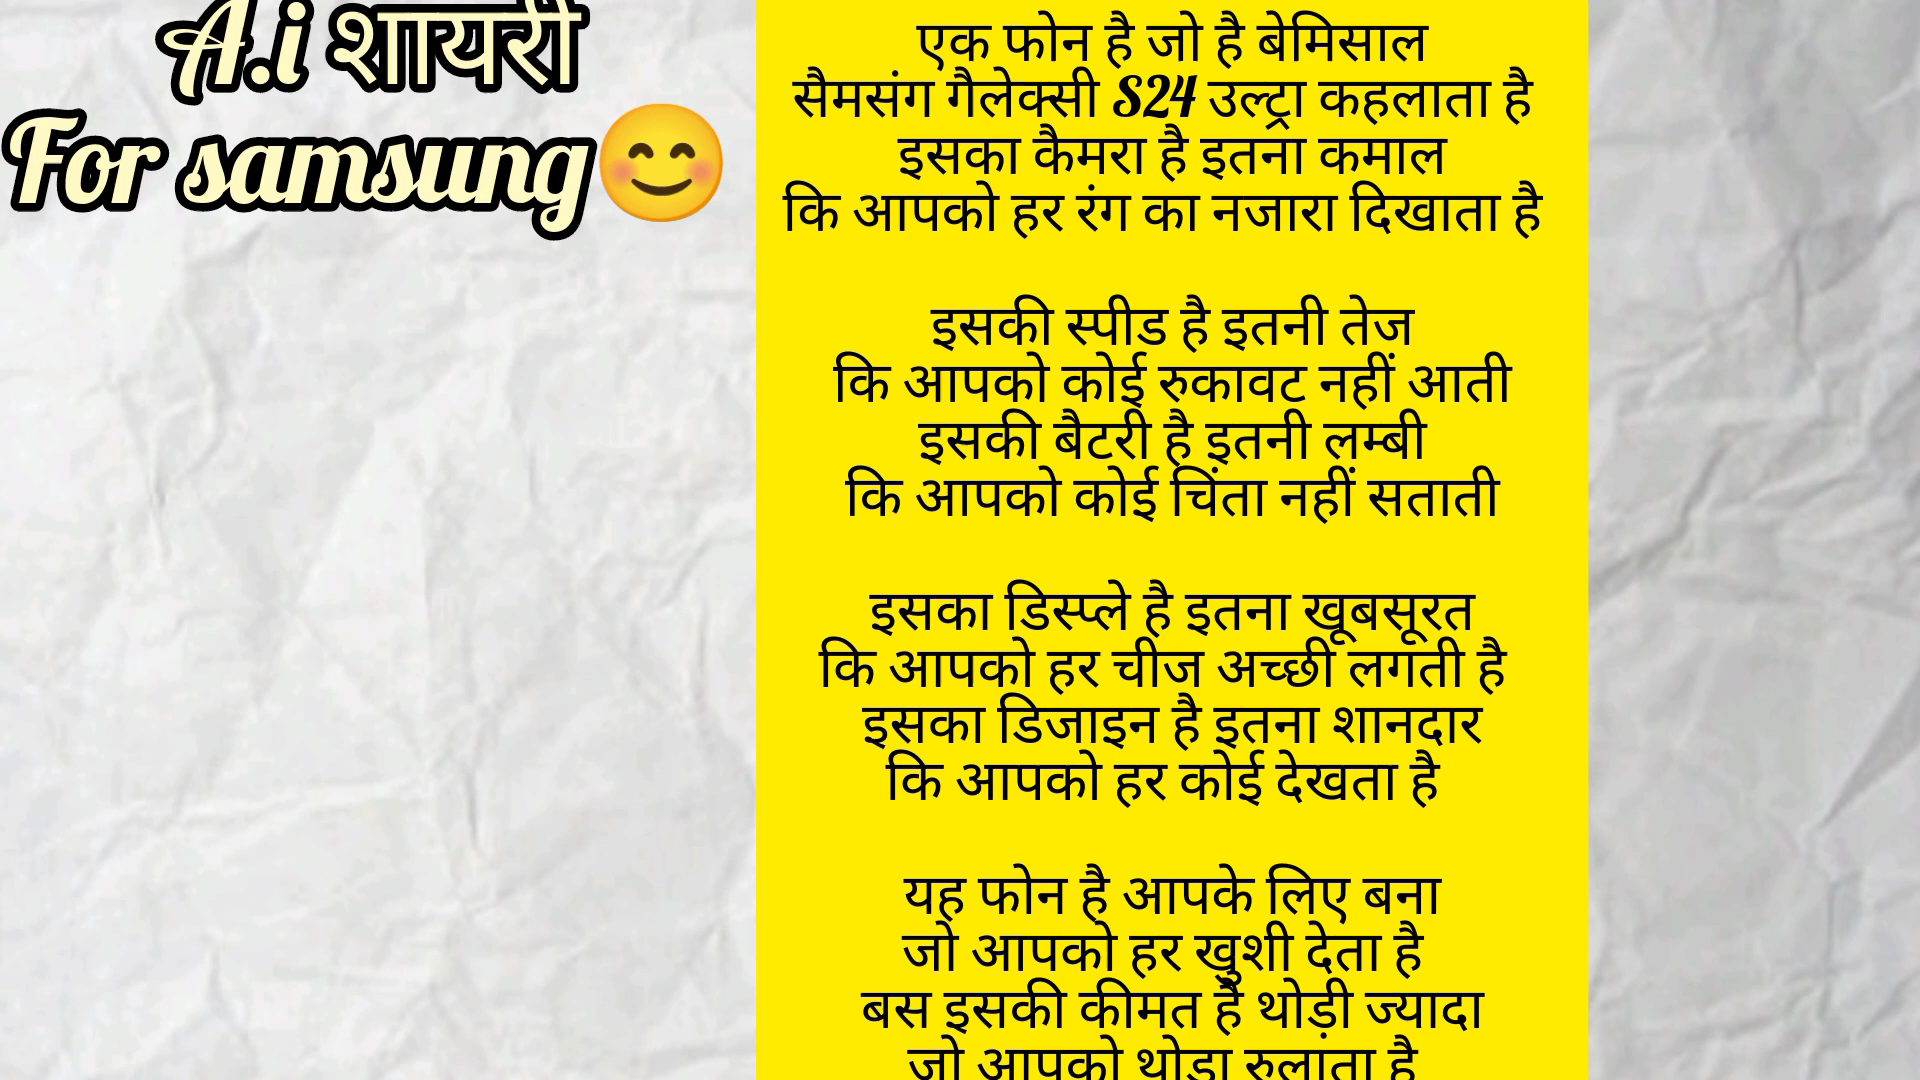 A.i शायरी
For samsung😊
एक फोन है जो है बेमिसाल
सैमसंग गैलेक्सी S24 उल्ट्रा कहलाता है
इसका कैमरा है इतना कमाल
कि आपको हर रंग का नजारा दिखाता है
इसकी स्पीड है इतनी तेज
कि आपको कोई रुकावट नहीं आती
इसकी बैटरी है इतनी लम्बी
कि आपको कोई चिंता नहीं सताती
इसका डिस्प्ले है इतना खूबसूरत
कि आपको हर चीज अच्छी लगती है
इसका डिजाइन है इतना शानदार
कि आपको हर कोई देखता है
यह फोन है आपके लिए बना
जो आपको हर खुशी देता है
बस इसकी कीमत है थोड़ी ज्यादा
जो आपको थोड़ा रुलाता है